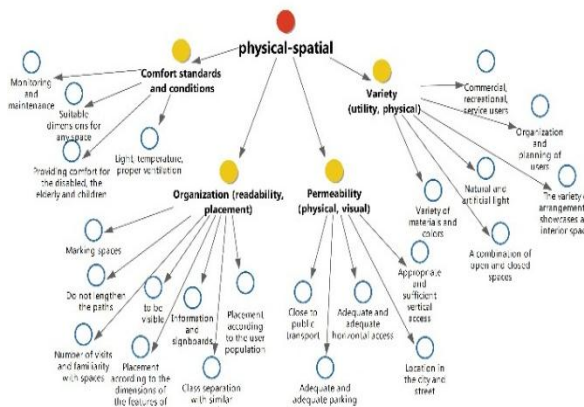 physical-spatial
Comfort standards
and conditions
Variety
(utility, physical)
Monitoring
and
maintenance
Suitable
dimensions for
any space
Providing comfort for
the disabled, the
elderly and children
Light, temperature,
proper ventilation
Commercial,
recreational,
service users
Organization
and
planning of
users
Natural and
artificial light
The variety of
arrangement
showcases a
interior spac
Variety of
materials and
colors
A combination of
open and closed
spaces
Organization (readability,
placement)
Permeability
(physical, visual)
Marking spaces
Do not lengthen
the paths
to be
visible
Information and
signboards
Placement
according to
the user
population
Number of visits
and familiarity
with spaces
Placement
according to the
dimensions of
the features of
Class separation
with similar
Close to
public
transport
Adequate and
adequate
horizontal access
Appropriate
and
sufficient
vertical access
Adequate and
adequate parking
Location in
the city and
street